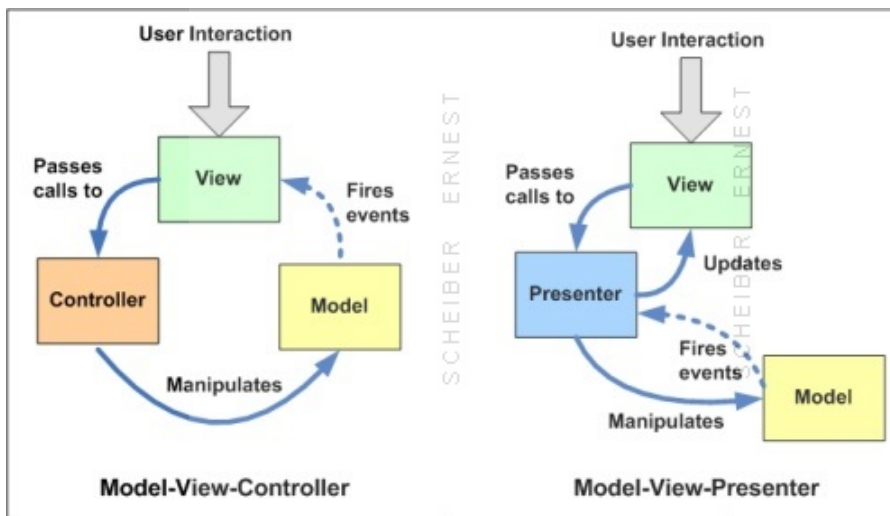 User Interaction
View
Passes
calls to
Fires
events
Controller
Model
Manipulates
Model-View-Controller
SCHEIBER ERNEST
User Interaction
View
Passes
calls to
Updates
Presenter
Fires
events
Model
Manipulates
Model-View-Presenter
SCHEIBER ERNEST